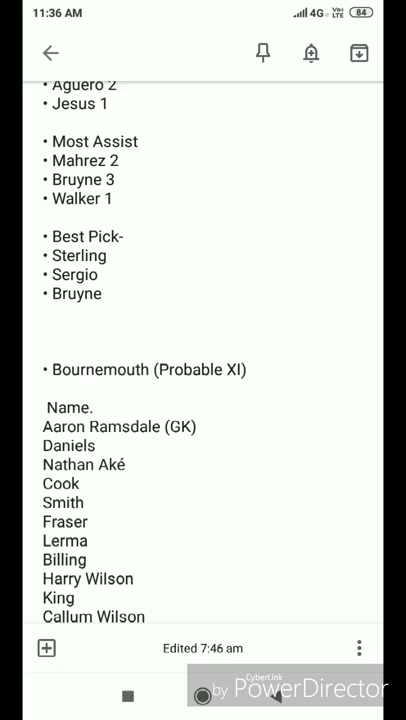 11:36 AM 4G Vo) LTE 84
• Aguero 2
• Jesus 1
• Most Assist
• Mahrez 2
• Bruyne 3
• Walker 1
• Best Pick-
• Sterling
• Sergio
• Bruyne
• Bournemouth (Probable XI)
Name.
Aaron Ramsdale (GK)
Daniels
Nathan Aké
Cook
Smith
Fraser
Lerma
Billing
Harry Wilson
King
Callum Wilson
Edited 7:46 am
CyberLink
by PowerDirector